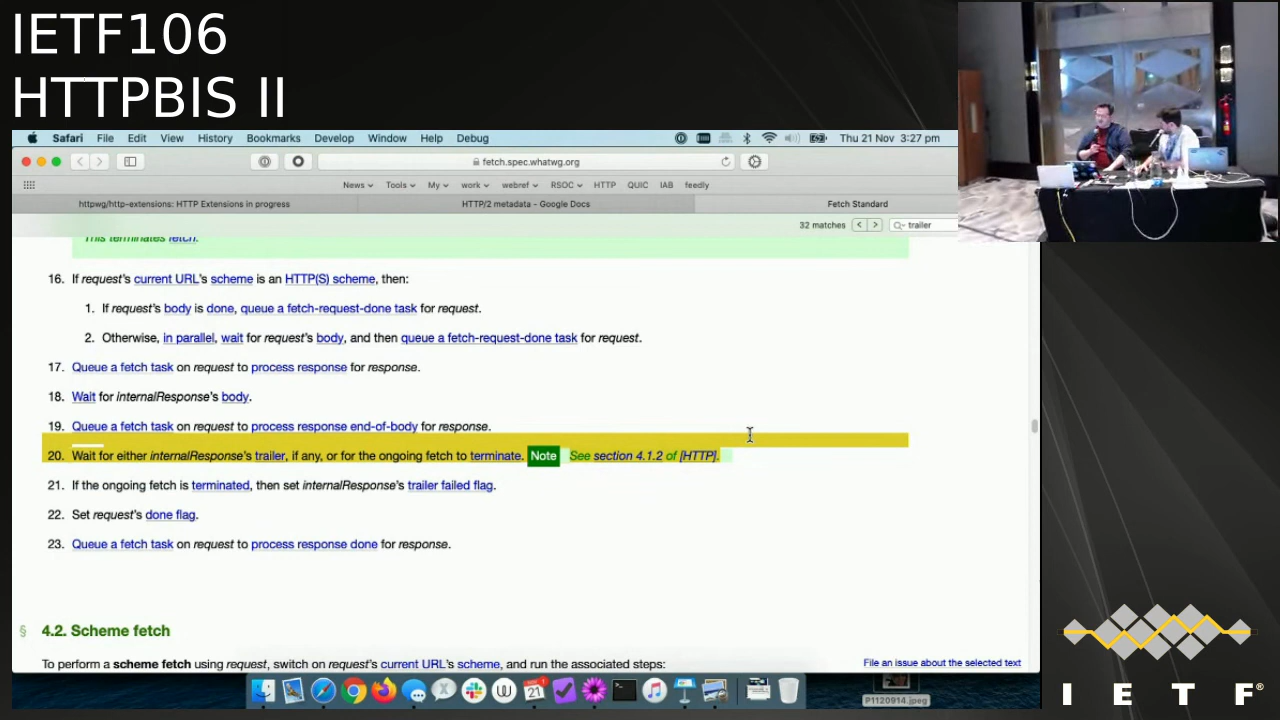 IETF106
HTTPBIS II
Safari File Edit View History Bookmarks Develop Window Help Debug Thu 21 Nov 3:27 pm
fetch.spec.whatwg.org
News Tools My work webref RSOC HTTP QUIC IAB feedly
httpwg/http-extensions: HTTP Extensions in progress HTTP/2 metadata - Google Docs Fetch Standard
32 matches trailer
This terminates fetch.
16. If request's current URL's scheme is an HTTP(S) scheme, then:
1. If request's body is done, queue a fetch-request-done task for request.
2. Otherwise, in parallel, wait for request's body, and then queue a fetch-request-done task for request.
17. Queue a fetch task on request to process response for response.
18. Wait for internalResponse's body.
19. Queue a fetch task on request to process response end-of-body for response.
20. Wait for either internalResponse's trailer, if any, or for the ongoing fetch to terminate. Note See section 4.1.2 of [HTTP].
21. If the ongoing fetch is terminated, then set internalResponse's trailer failed flag.
22. Set request's done flag.
23. Queue a fetch task on request to process response done for response.
§ 4.2. Scheme fetch
To perform a scheme fetch using request, switch on request's current URL's scheme, and run the associated steps:
File an issue about the selected text
21
P1120914.jpeg
I E T F®